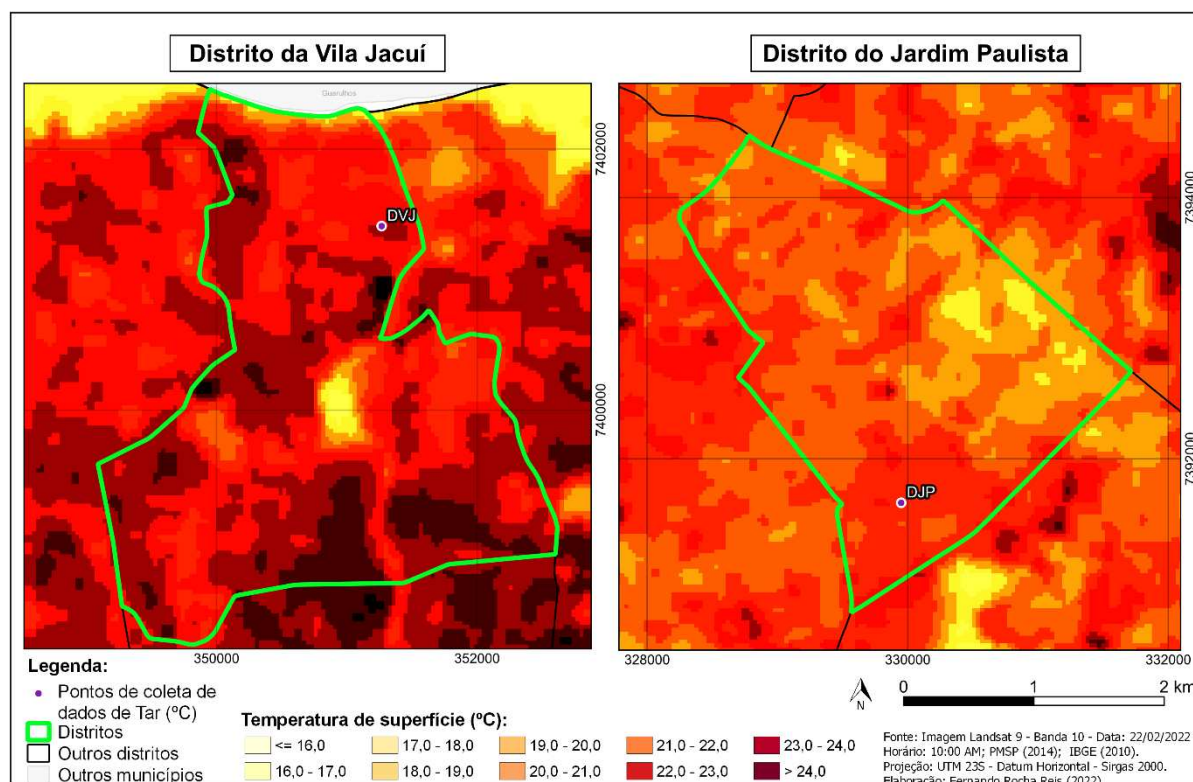 Distrito da Vila Jacuí
Distrito do Jardim Paulista
Guarulhos
DVJ
7402000
7400000
350000
352000
DJP
7394000
7392000
328000
330000
332000
Legenda:
Pontos de coleta de
dados de Tar (ºC)
Distritos
Outros distritos
Outros municípios
Temperatura de superfície (ºC):
<= 16,0
17,0 - 18,0
19,0 - 20,0
21,0 - 22,0
23,0 - 24,0
16,0 - 17,0
18,0 - 19,0
20,0 - 21,0
22,0 - 23,0
> 24,0
N
0
1
2 km
Fonte: Imagem Landsat 9 - Banda 10 - Data: 22/02/2022
Horário: 10:00 AM; PMSP (2014); IBGE (2010).
Projeção: UTM 23S - Datum Horizontal - Sirgas 2000.
Elaboração: Fernando Rocha Reis (2022)